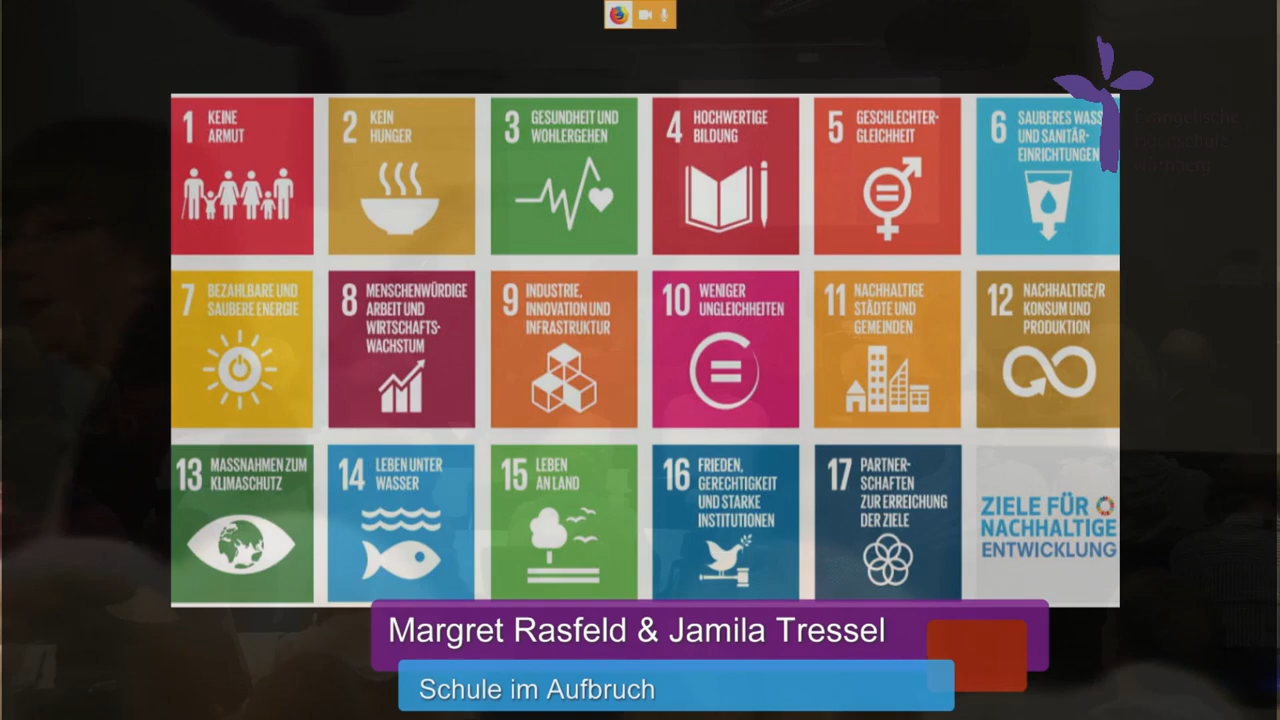 1 KEINE
ARMUT
2 KEIN
HUNGER
3 GESUNDHEIT UND
WOHLERGEHEN
4 HOCHWERTIGE
BILDUNG
5 GESCHLECHTER-
GLEICHHEIT
6 SAUBERES WASS
UND SANITÄR-
EINRICHTUNGEN
Evangelische
7 BEZAHLBARE UND
SAUBERE ENERGIE
8 MENSCHENWÜRDIGE
ARBEIT UND
WIRTSCHAFTS-
WACHSTUM
9 INDUSTRIE,
INNOVATION UND
INFRASTRUKTUR
10 WENIGER
UNGLEICHHEITEN
11 NACHHALTIGE
STÄDTE UND
GEMEINDEN
12 NACHHALTIGE/R
KONSUM UND
PRODUKTION
13 MASSNAHMEN ZUM
KLIMASCHUTZ
14 LEBEN UNTER
WASSER
15 LEBEN
AN LAND
16 FRIEDEN,
GERECHTIGKEIT
UND STARKE
INSTITUTIONEN
17 PARTNER-
SCHAFTEN
ZUR ERREICHUNG
DER ZIELE
ZIELE FÜR
NACHHALTIGE
ENTWICKLUNG
Margret Rasfeld & Jamila Tressel
Schule im Aufbruch